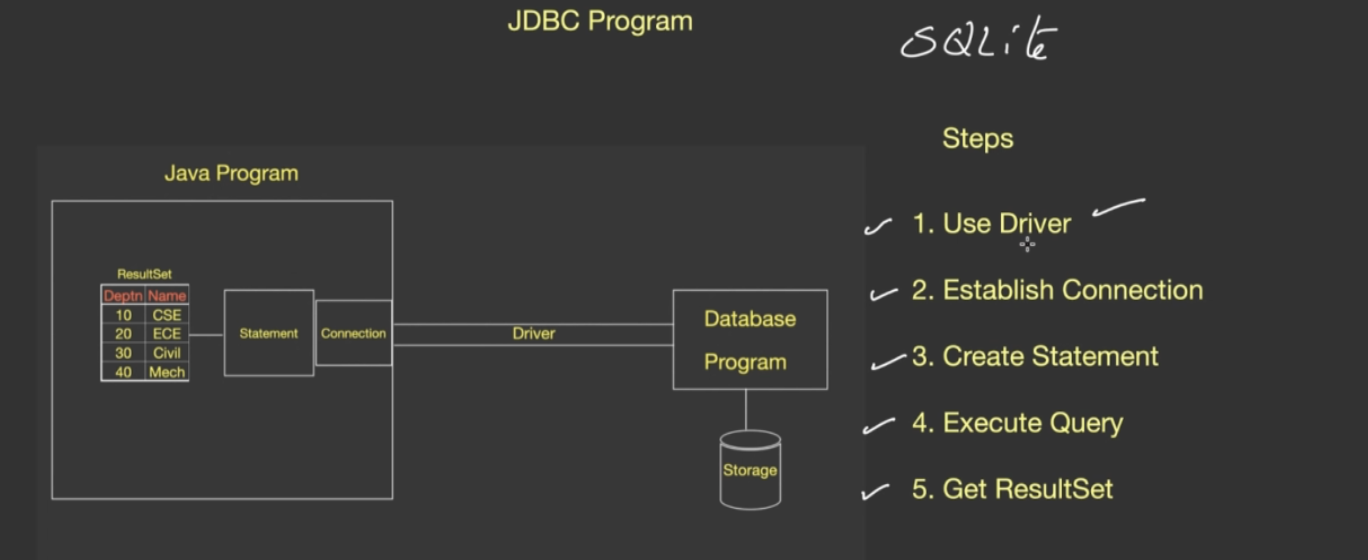 JDBC Program
SQLite
Steps
Java Program
1. Use Driver
2. Establish Connection
3. Create Statement
4. Execute Query
5. Get ResultSet
ResultSet
Deptn Name
10 CSE
20 ECE
30 Civil
40 Mech
Statement
Connection
Driver
Database
Program
Storage